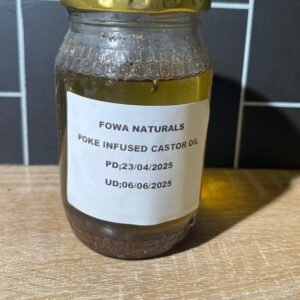 FOWA NATURALS
POKE INFUSED CASTOR OIL
PD;23/04/2025
UD;06/06/2025